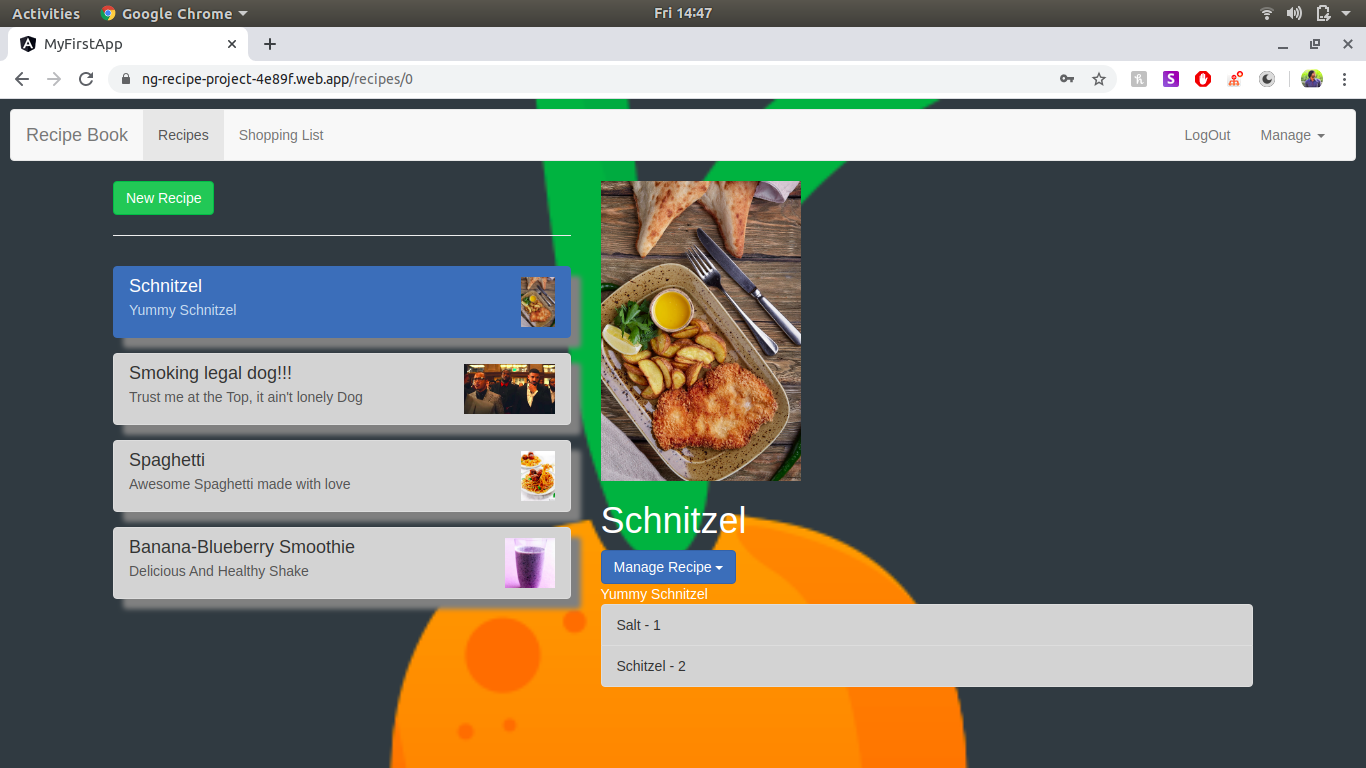 Activities Google Chrome Fri 14:47
MyFirstApp
ng-recipe-project-4e89f.web.app/recipes/0
Recipe Book Recipes Shopping List LogOut Manage
New Recipe
Schnitzel
Yummy Schnitzel
Smoking legal dog!!!
Trust me at the Top, it ain't lonely Dog
Spaghetti
Awesome Spaghetti made with love
Banana-Blueberry Smoothie
Delicious And Healthy Shake
Schnitzel
Manage Recipe
Yummy Schnitzel
Salt - 1
Schitzel - 2